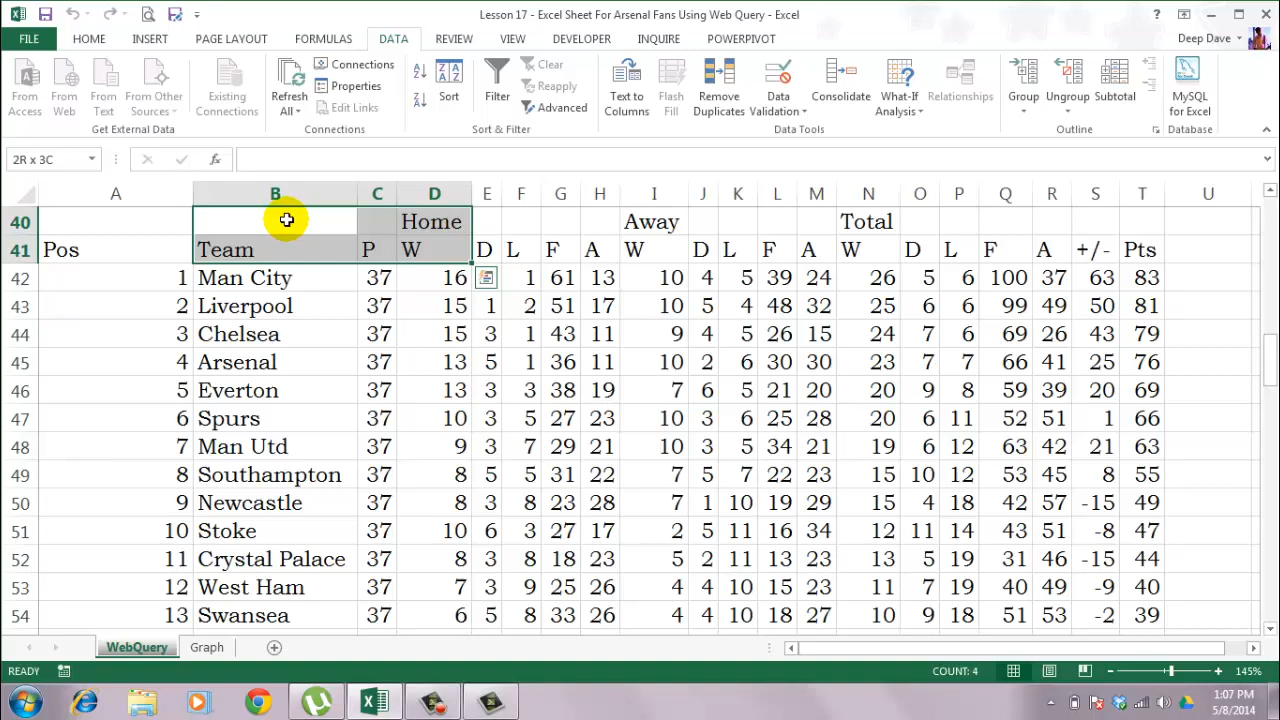 Lesson 17 - Excel Sheet For Arsenal Fans Using Web Query - Excel
FILE HOME INSERT PAGE LAYOUT FORMULAS DATA REVIEW VIEW DEVELOPER INQUIRE POWERPIVOT Deep Dave
From Access From Web From Text From Other Sources Existing Connections Refresh All Connections Properties Edit Links Sort Filter Clear Reapply Advanced Text to Columns Flash Fill Remove Duplicates Data Validation Consolidate What-If Analysis Relationships Group Ungroup Subtotal MySQL for Excel
Get External Data Connections Sort & Filter Data Tools Outline Database
2R x 3C fx
A B C D E F G H I J K L M N O P Q R S T U
40 Home Away Total
41 Pos Team P W D L F A W D L F A W D L F A +/- Pts
42 1 Man City 37 16 1 61 13 10 4 5 39 24 26 5 6 100 37 63 83
43 2 Liverpool 37 15 1 2 51 17 10 5 4 48 32 25 6 6 99 49 50 81
44 3 Chelsea 37 15 3 1 43 11 9 4 5 26 15 24 7 6 69 26 43 79
45 4 Arsenal 37 13 5 1 36 11 10 2 6 30 30 23 7 7 66 41 25 76
46 5 Everton 37 13 3 3 38 19 7 6 5 21 20 20 9 8 59 39 20 69
47 6 Spurs 37 10 3 5 27 23 10 3 6 25 28 20 6 11 52 51 1 66
48 7 Man Utd 37 9 3 7 29 21 10 3 5 34 21 19 6 12 63 42 21 63
49 8 Southampton 37 8 5 5 31 22 7 5 7 22 23 15 10 12 53 45 8 55
50 9 Newcastle 37 8 3 8 23 28 7 1 10 19 29 15 4 18 42 57 -15 49
51 10 Stoke 37 10 6 3 27 17 2 5 11 16 34 12 11 14 43 51 -8 47
52 11 Crystal Palace 37 8 3 8 18 23 5 2 11 13 23 13 5 19 31 46 -15 44
53 12 West Ham 37 7 3 9 25 26 4 4 10 15 23 11 7 19 40 49 -9 40
54 13 Swansea 37 6 5 8 33 26 4 4 10 18 27 10 9 18 51 53 -2 39
WebQuery Graph
READY COUNT: 4 145%
1:07 PM
5/8/2014